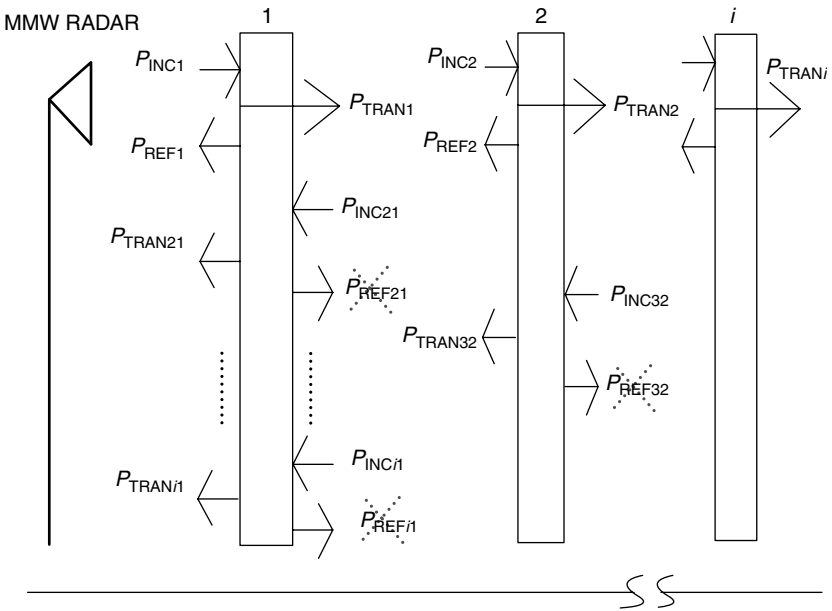 MMW RADAR
1
2
i
PINC1
PINC2
PTRANi
PTRAN1
PTRAN2
PREF1
PREF2
PINC21
PTRAN21
PREF21
PINC32
PTRAN32
PREF32
PINCi1
PTRANi1
PREFi1